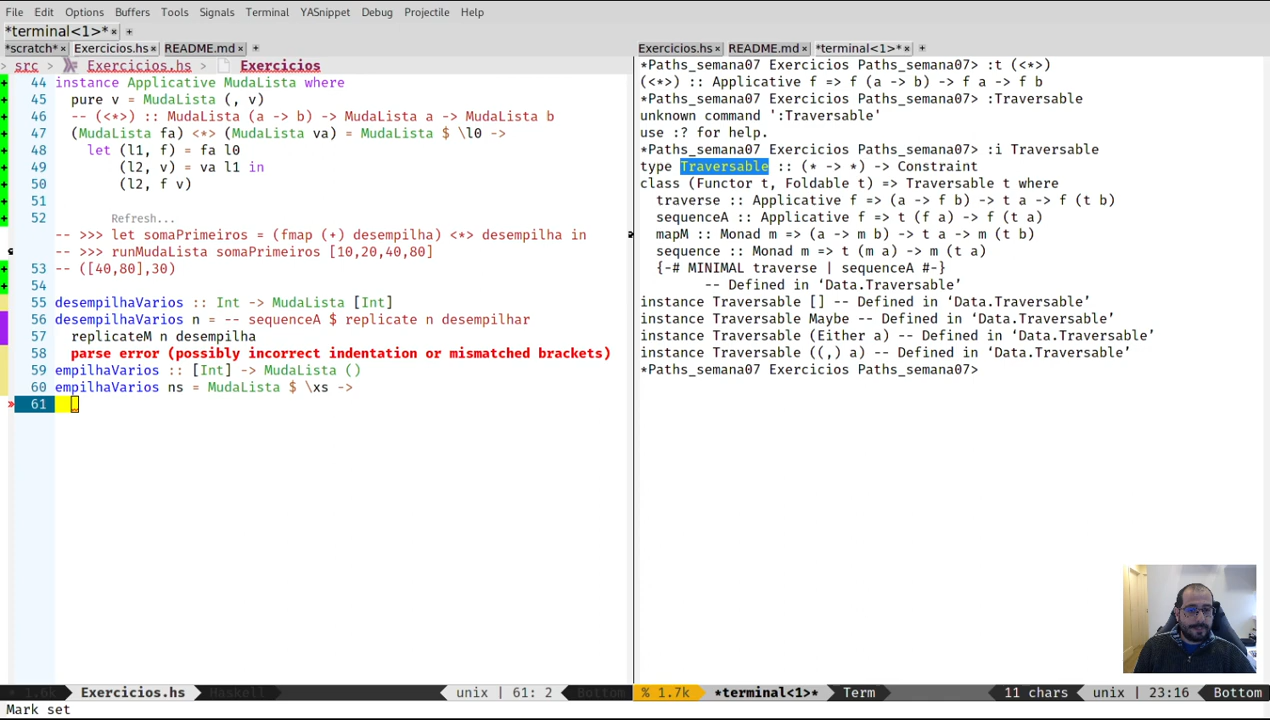 File Edit Options Buffers Tools Signals Terminal YASnippet Debug Projectile Help
*terminal<1>* × +
*scratch* × Exercicios.hs × README.md × +
> src > Exercicios.hs > Exercicios
44 instance Applicative MudaLista where
45   pure v = MudaLista (, v)
46   -- (<*>) :: MudaLista (a -> b) -> MudaLista a -> MudaLista b
47   (MudaLista fa) <*> (MudaLista va) = MudaLista $ \l0 ->
48     let (l1, f) = fa l0
49         (l2, v) = va l1 in
50         (l2, f v)
51
52
Refresh...
-- >>> let somaPrimeiros = (fmap (+) desempilha) <*> desempilha in
-- >>> runMudaLista somaPrimeiros [10,20,40,80]
53 -- ([40,80],30)
54
55 desempilhaVarios :: Int -> MudaLista [Int]
56 desempilhaVarios n = -- sequenceA $ replicate n desempilhar
57   replicateM n desempilha
58   parse error (possibly incorrect indentation or mismatched brackets)
59 empilhaVarios :: [Int] -> MudaLista ()
60 empilhaVarios ns = MudaLista $ \xs ->
61
1.6k Exercicios.hs Haskell unix | 61: 2 Bottom
Exercicios.hs × README.md × *terminal<1>* × +
*Paths_semana07 Exercicios Paths_semana07> :t (<*>)
(<*>) :: Applicative f => f (a -> b) -> f a -> f b
*Paths_semana07 Exercicios Paths_semana07> :Traversable
unknown command ':Traversable'
use :? for help.
*Paths_semana07 Exercicios Paths_semana07> :i Traversable
type Traversable :: (* -> *) -> Constraint
class (Functor t, Foldable t) => Traversable t where
  traverse :: Applicative f => (a -> f b) -> t a -> f (t b)
  sequenceA :: Applicative f => t (f a) -> f (t a)
  mapM :: Monad m => (a -> m b) -> t a -> m (t b)
  sequence :: Monad m => t (m a) -> m (t a)
  {-# MINIMAL traverse | sequenceA #-}
        -- Defined in ‘Data.Traversable’
instance Traversable [] -- Defined in ‘Data.Traversable’
instance Traversable Maybe -- Defined in ‘Data.Traversable’
instance Traversable (Either a) -- Defined in ‘Data.Traversable’
instance Traversable ((,) a) -- Defined in ‘Data.Traversable’
*Paths_semana07 Exercicios Paths_semana07>
% 1.7k *terminal<1>* Term 11 chars unix | 23:16 Bottom
Mark set